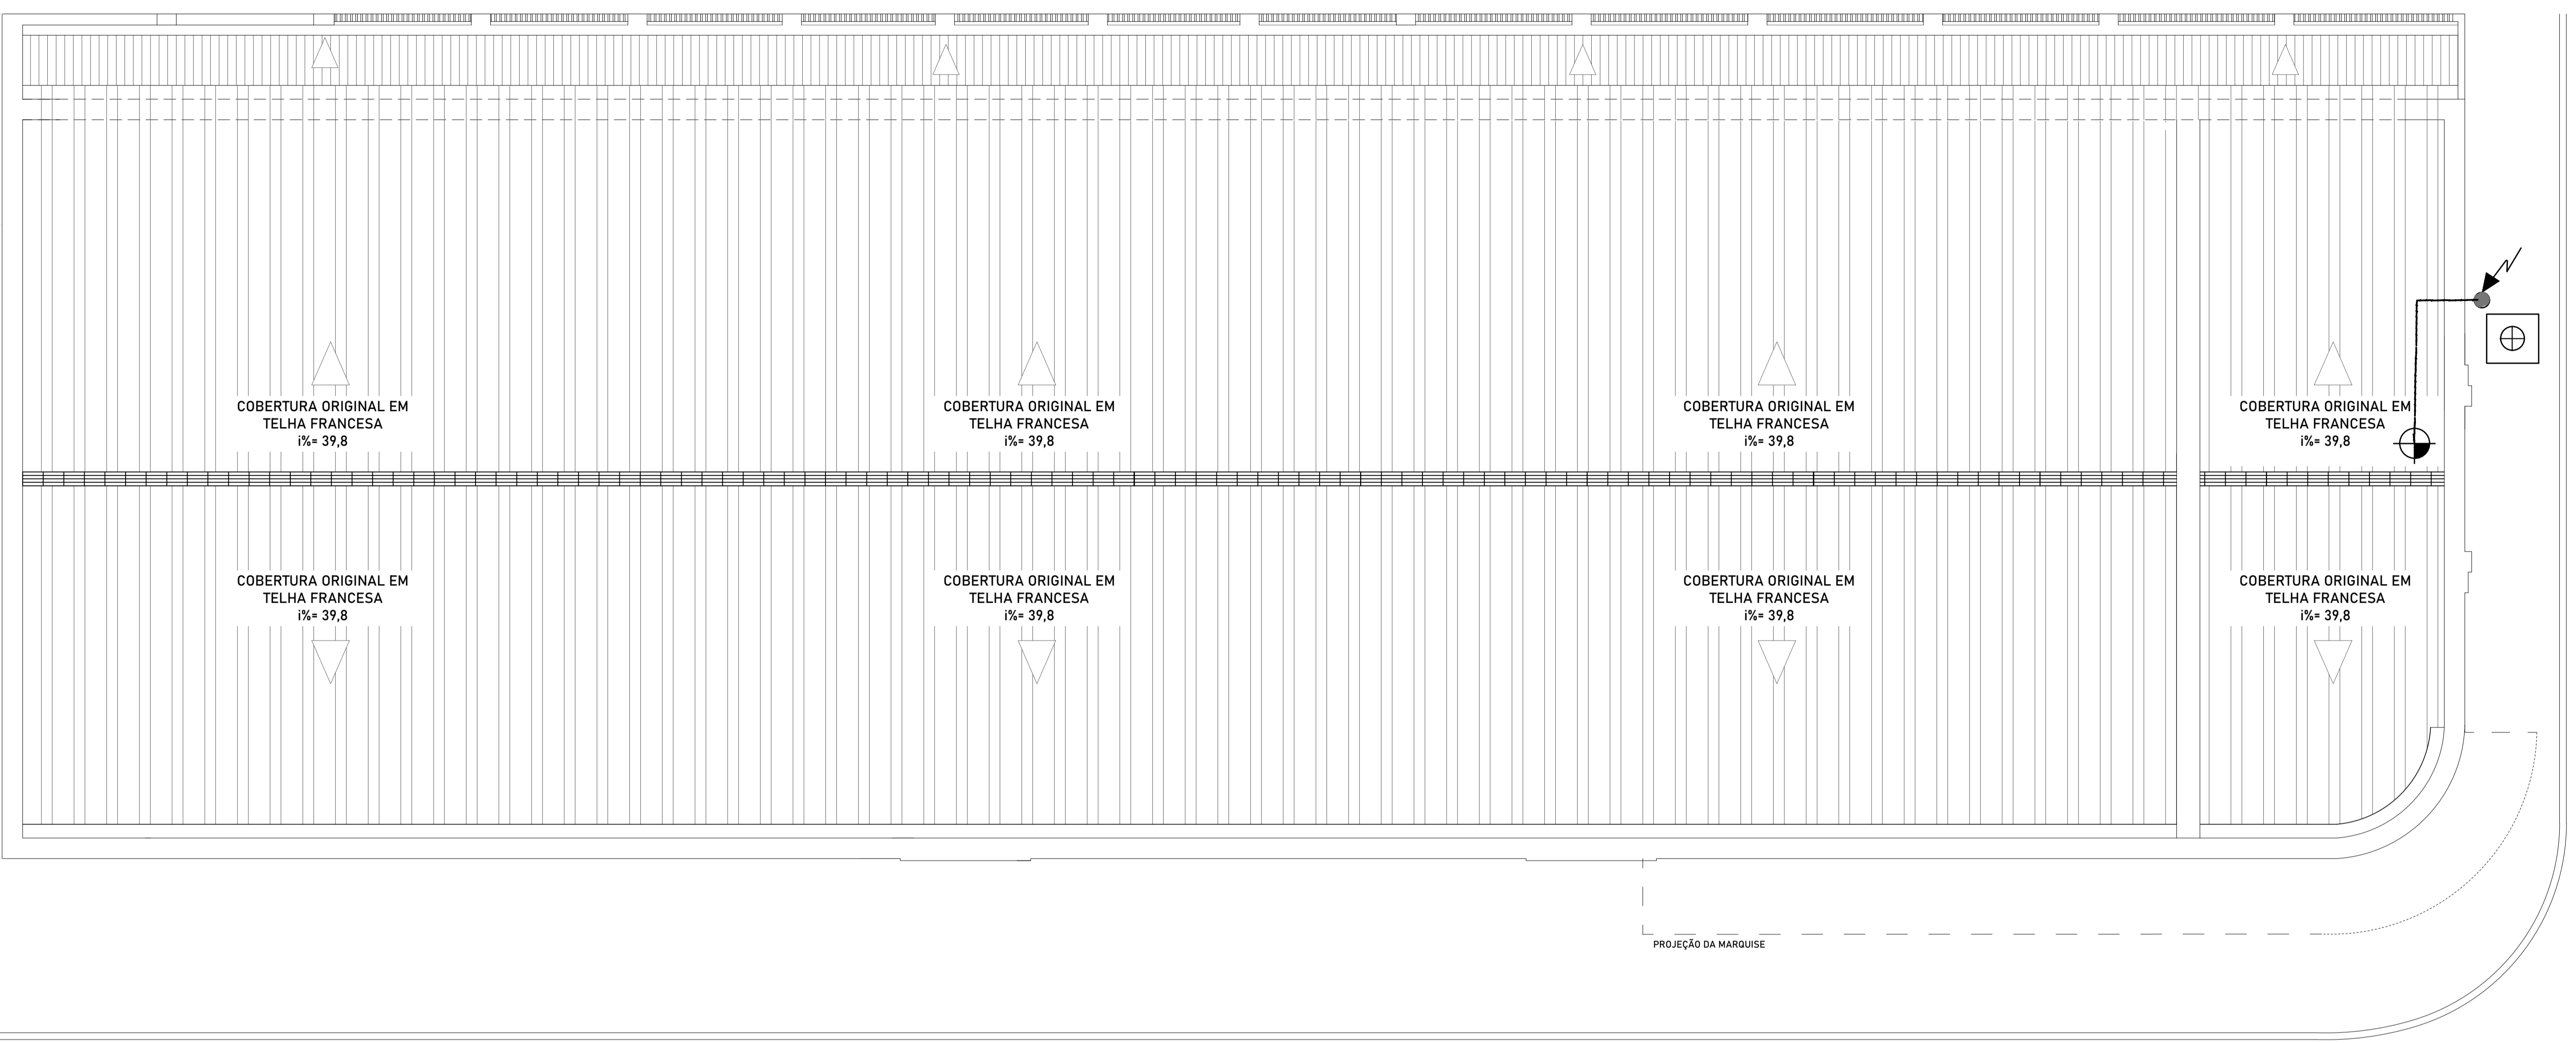 COBERTURA ORIGINAL EM
TELHA FRANCESA
i%= 39,8
COBERTURA ORIGINAL EM
TELHA FRANCESA
i%= 39,8
COBERTURA ORIGINAL EM
TELHA FRANCESA
i%= 39,8
COBERTURA ORIGINAL EM
TELHA FRANCESA
i%= 39,8
COBERTURA ORIGINAL EM
TELHA FRANCESA
i%= 39,8
COBERTURA ORIGINAL EM
TELHA FRANCESA
i%= 39,8
COBERTURA ORIGINAL EM
TELHA FRANCESA
i%= 39,8
COBERTURA ORIGINAL EM
TELHA FRANCESA
i%= 39,8
PROJEÇÃO DA MARQUISE